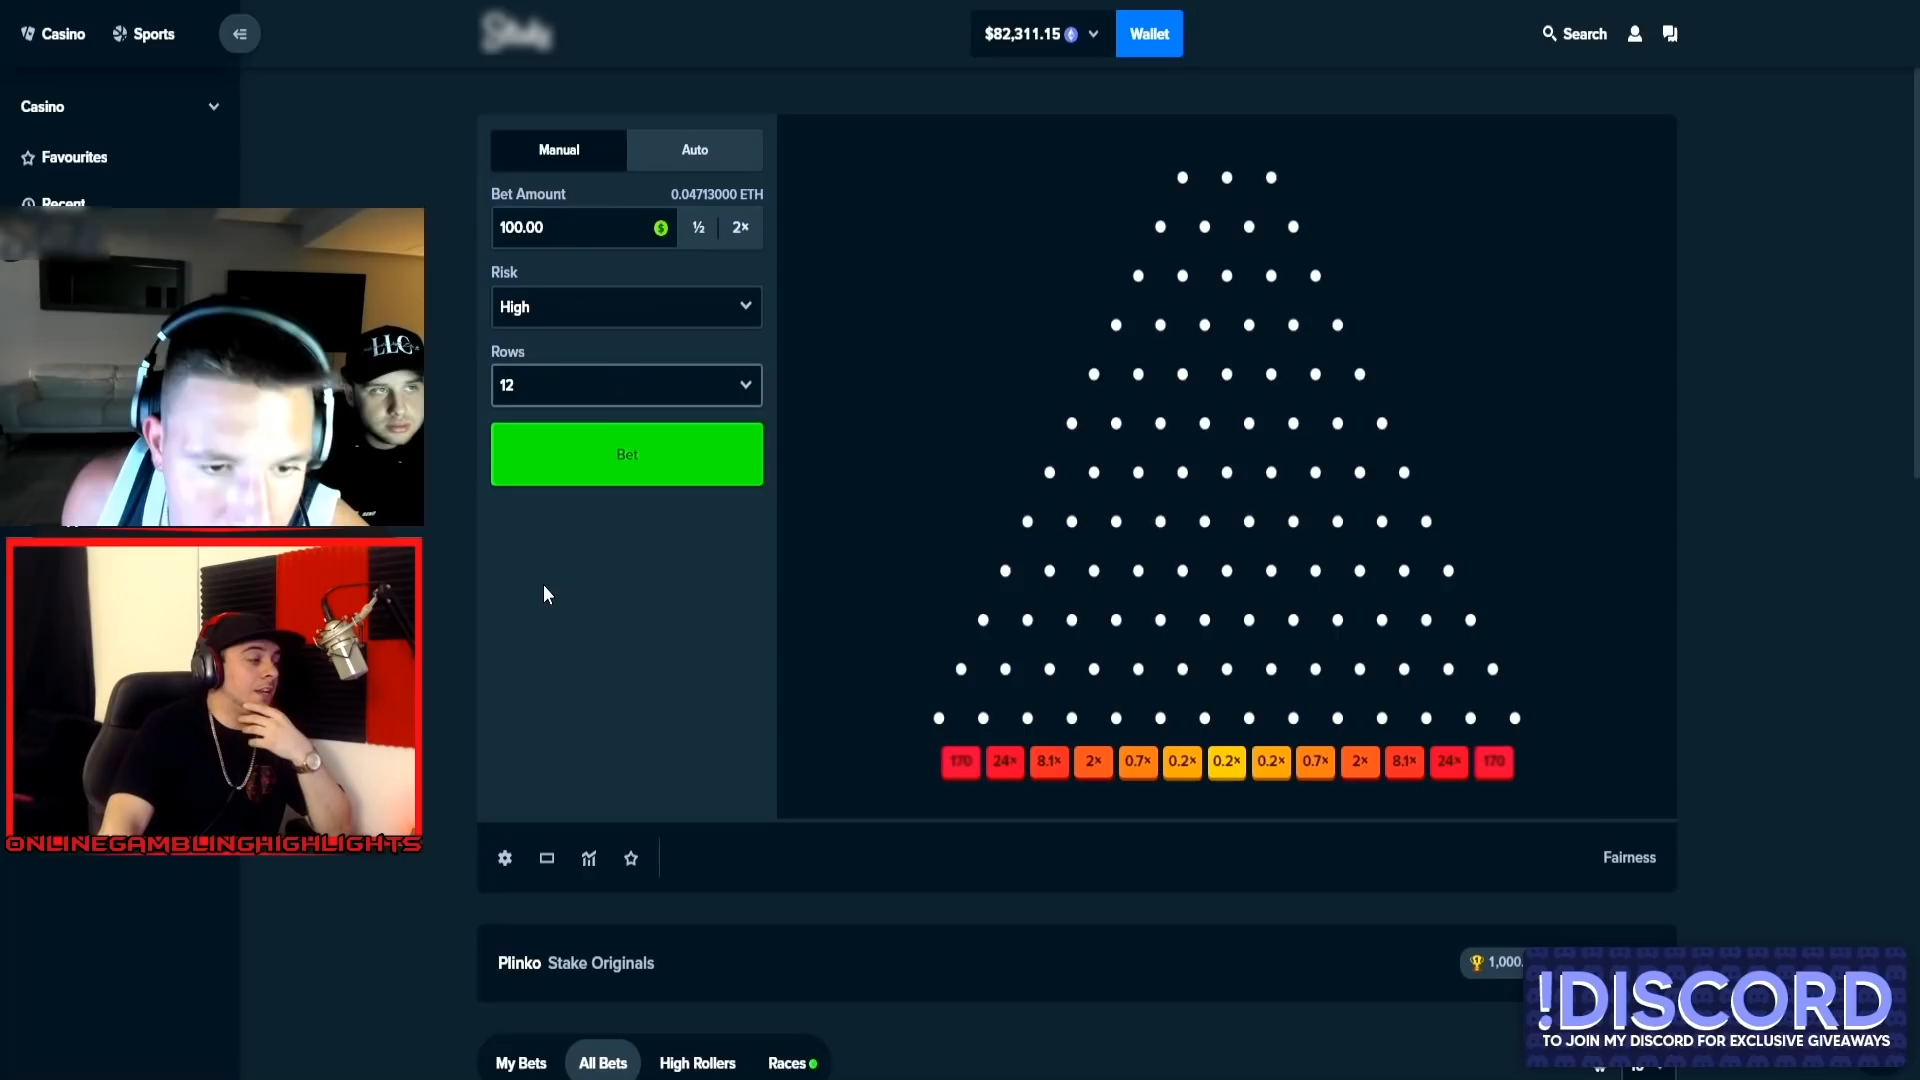 Casino
Sports
$82,311.15
Wallet
Search
Casino
Favourites
Recent
Manual
Auto
Bet Amount
0.04713000 ETH
100.00
½
2×
Risk
High
Rows
12
Bet
LLC
170
24×
8.1×
2×
0.7×
0.2×
0.2×
0.2×
0.7×
2×
8.1×
24×
170
ONLINEGAMBLINGHIGHLIGHTS
Fairness
Plinko Stake Originals
1,000.
!DISCORD
TO JOIN MY DISCORD FOR EXCLUSIVE GIVEAWAYS
My Bets
All Bets
High Rollers
Races